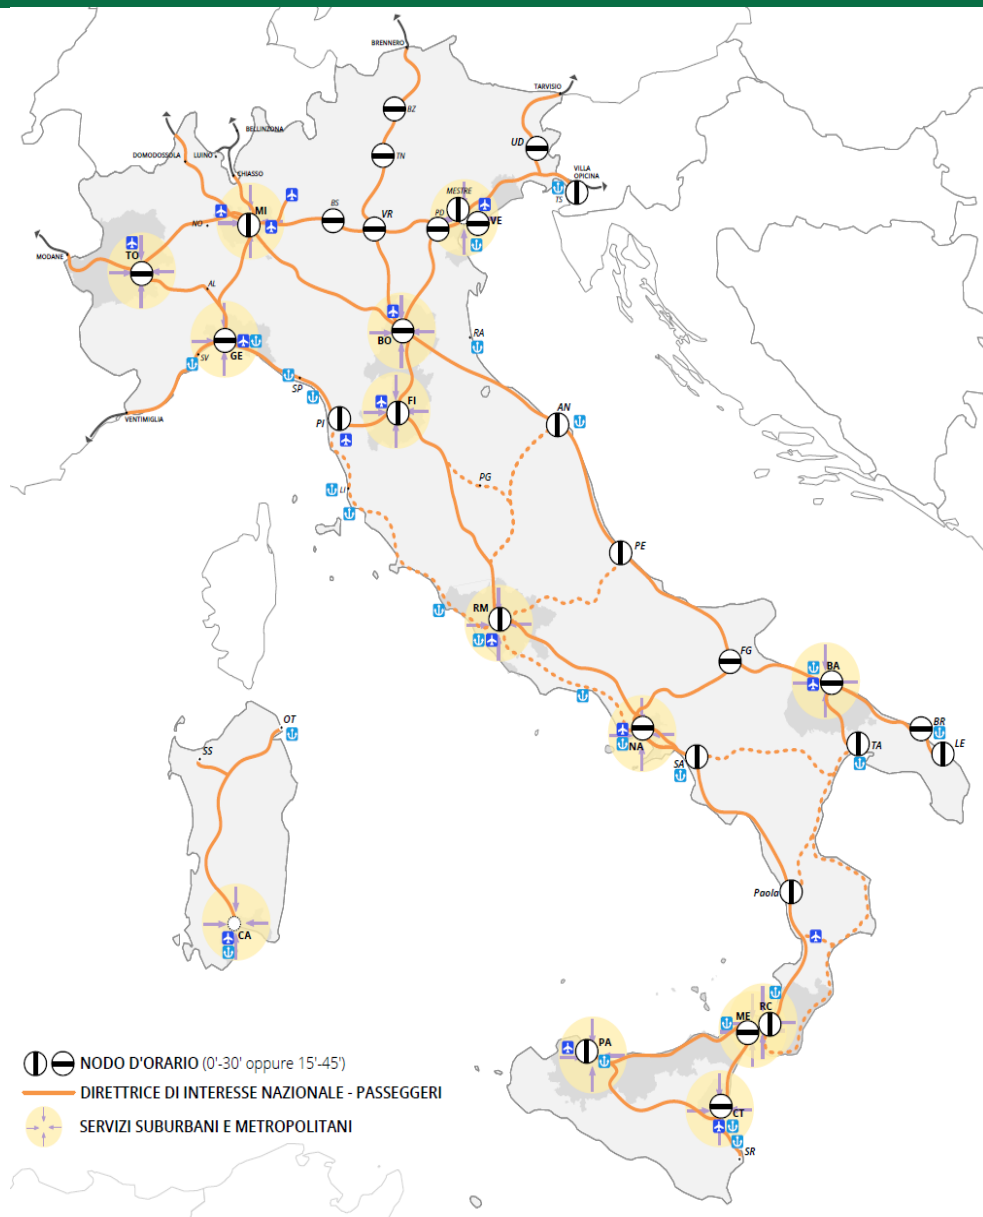 BRENNERO
TARVISIO
BZ
BELLINZONA
UD
DOMODOSSOLA
LUINO
TN
VILLA
OPICINA
CHIASSO
MESTRE
TS
MI
BS
VR
PD
VE
NO
TO
MODANE
AL
BO
RA
GE
SV
SP
FI
AN
VENTIMIGLIA
PI
PG
LI
PE
RM
FG
BA
OT
BR
SS
NA
TA
LE
SA
Paola
CA
RC
ME
PA
NODO D'ORARIO (0'-30' oppure 15'-45')
DIRETTRICE DI INTERESSE NAZIONALE - PASSEGGERI
CT
SERVIZI SUBURBANI E METROPOLITANI
SR